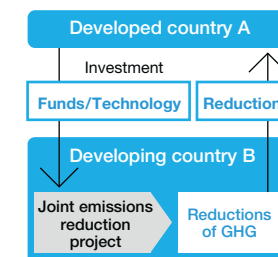 Developed country A
Investment
Funds/Technology
Reduction
Developing country B
Joint emissions
reduction
project
Reductions
of GHG